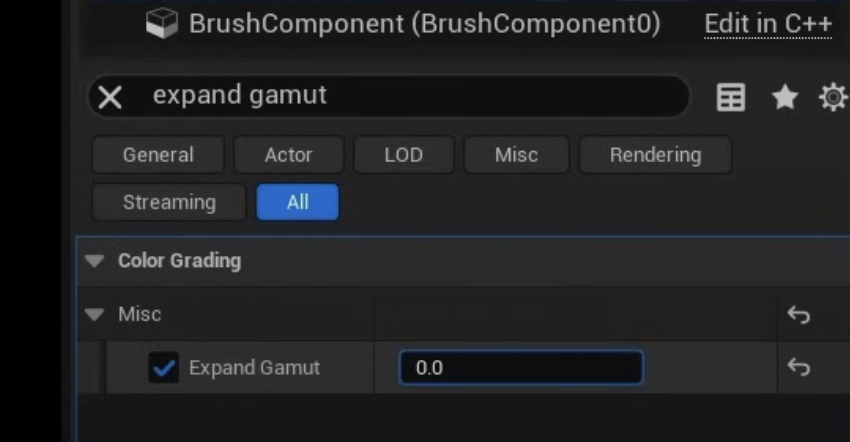 BrushComponent (BrushComponent0) Edit in C++
expand gamut
General Actor LOD Misc Rendering
Streaming All
Color Grading
Misc
Expand Gamut 0.0